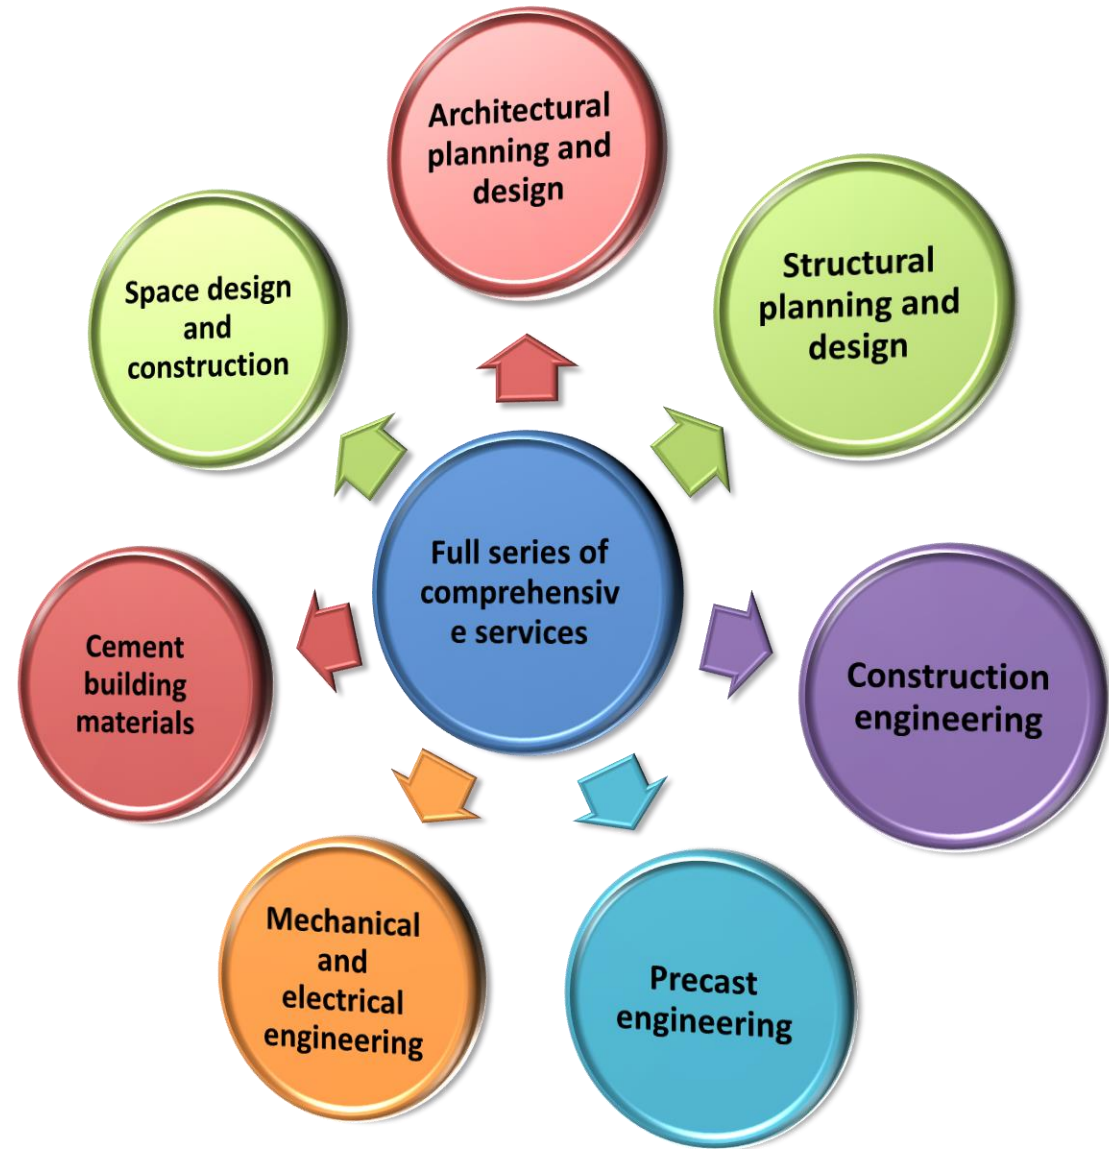 Architectural
planning and
design
Structural
planning and
design
Construction
engineering
Precast
engineering
Mechanical
and
electrical
engineering
Cement
building
materials
Space design
and
construction
Full series of
comprehensiv
e services